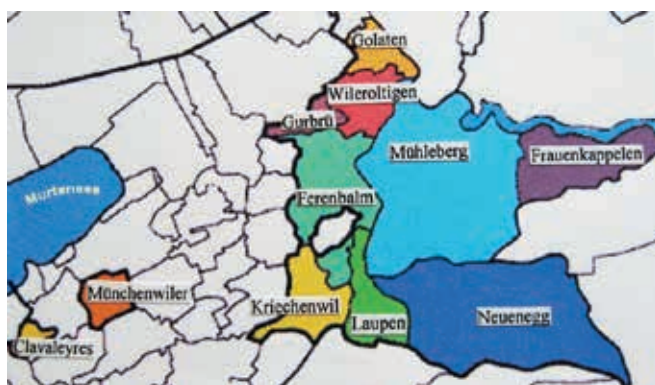 Golaten
Wileroltigen
Gurbrü
Mühleberg
Frauenkappelen
Ferenbalm
Murtensee
Münchenwiler
Kriechenwil
Laupen
Neuenegg
Clavaleyres